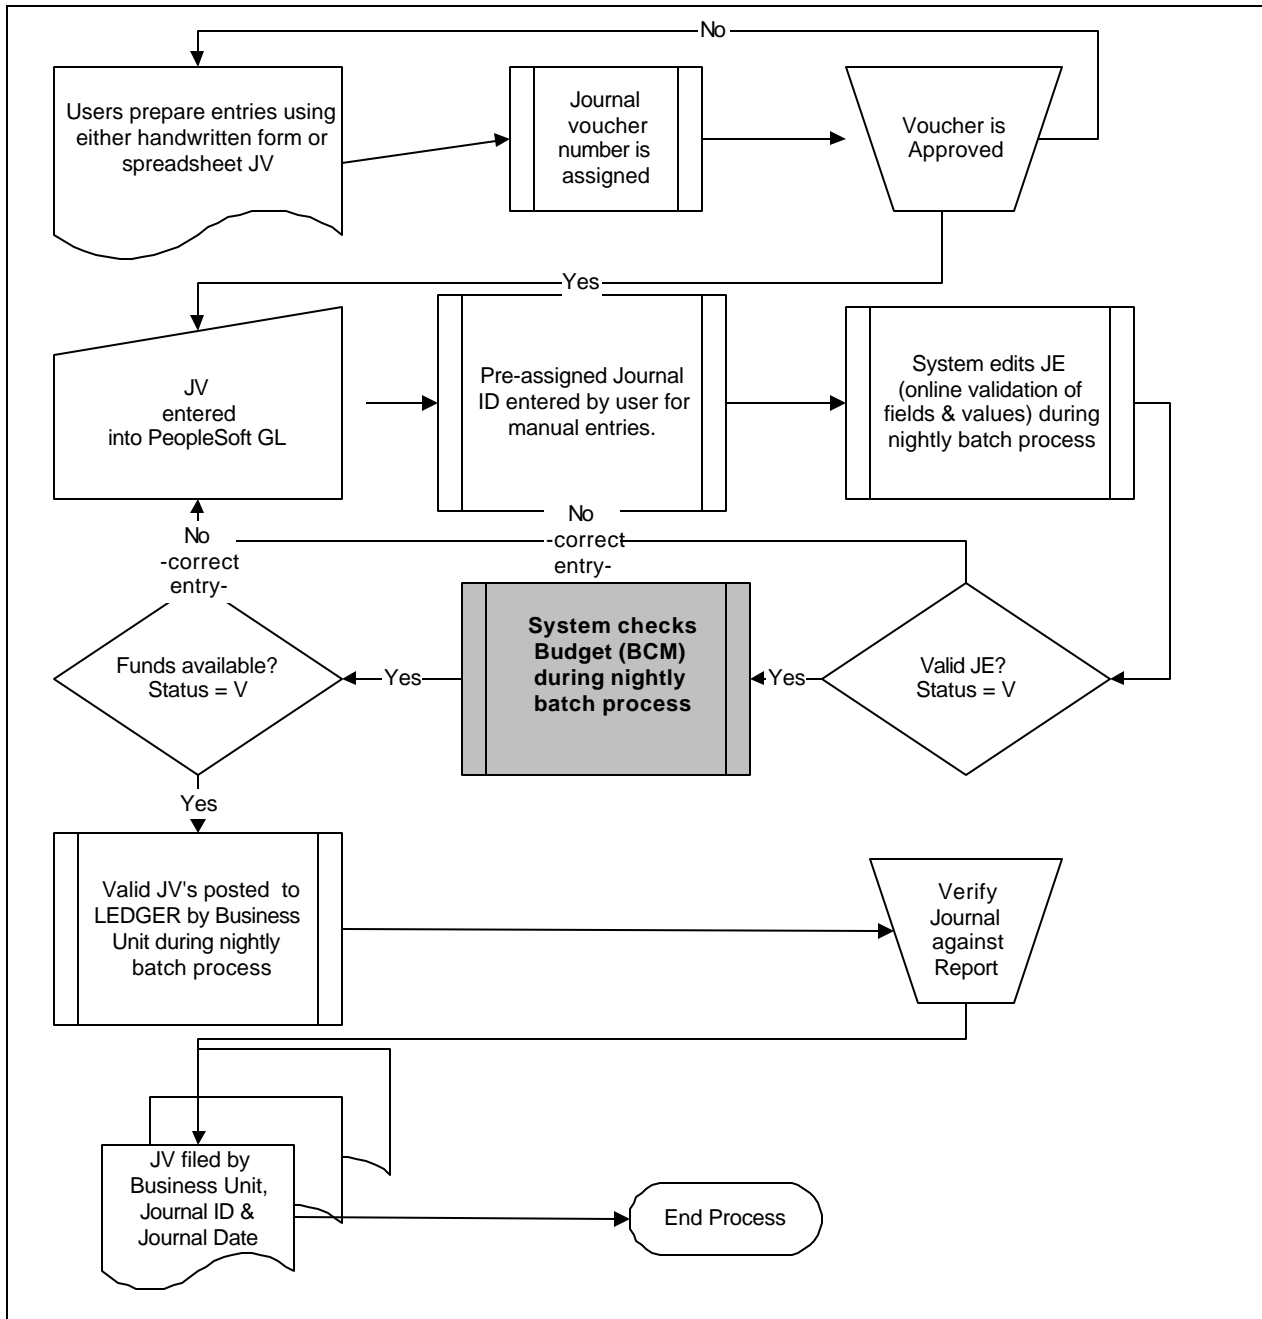 No
Users prepare entries using
either handwritten form or
spreadsheet JV
Journal
voucher
number is
assigned
Voucher is
Approved
Yes
JV
entered
into PeopleSoft GL
Pre-assigned Journal
ID entered by user for
manual entries.
System edits JE
(online validation of
fields & values) during
nightly batch process
No
-correct
entry-
No
-correct
entry-
Funds available?
Status = V
Yes
System checks
Budget (BCM)
during nightly
batch process
Yes
Valid JE?
Status = V
Yes
Valid JV's posted to
LEDGER by Business
Unit during nightly
batch process
Verify
Journal
against
Report
JV filed by
Business Unit,
Journal ID &
Journal Date
End Process